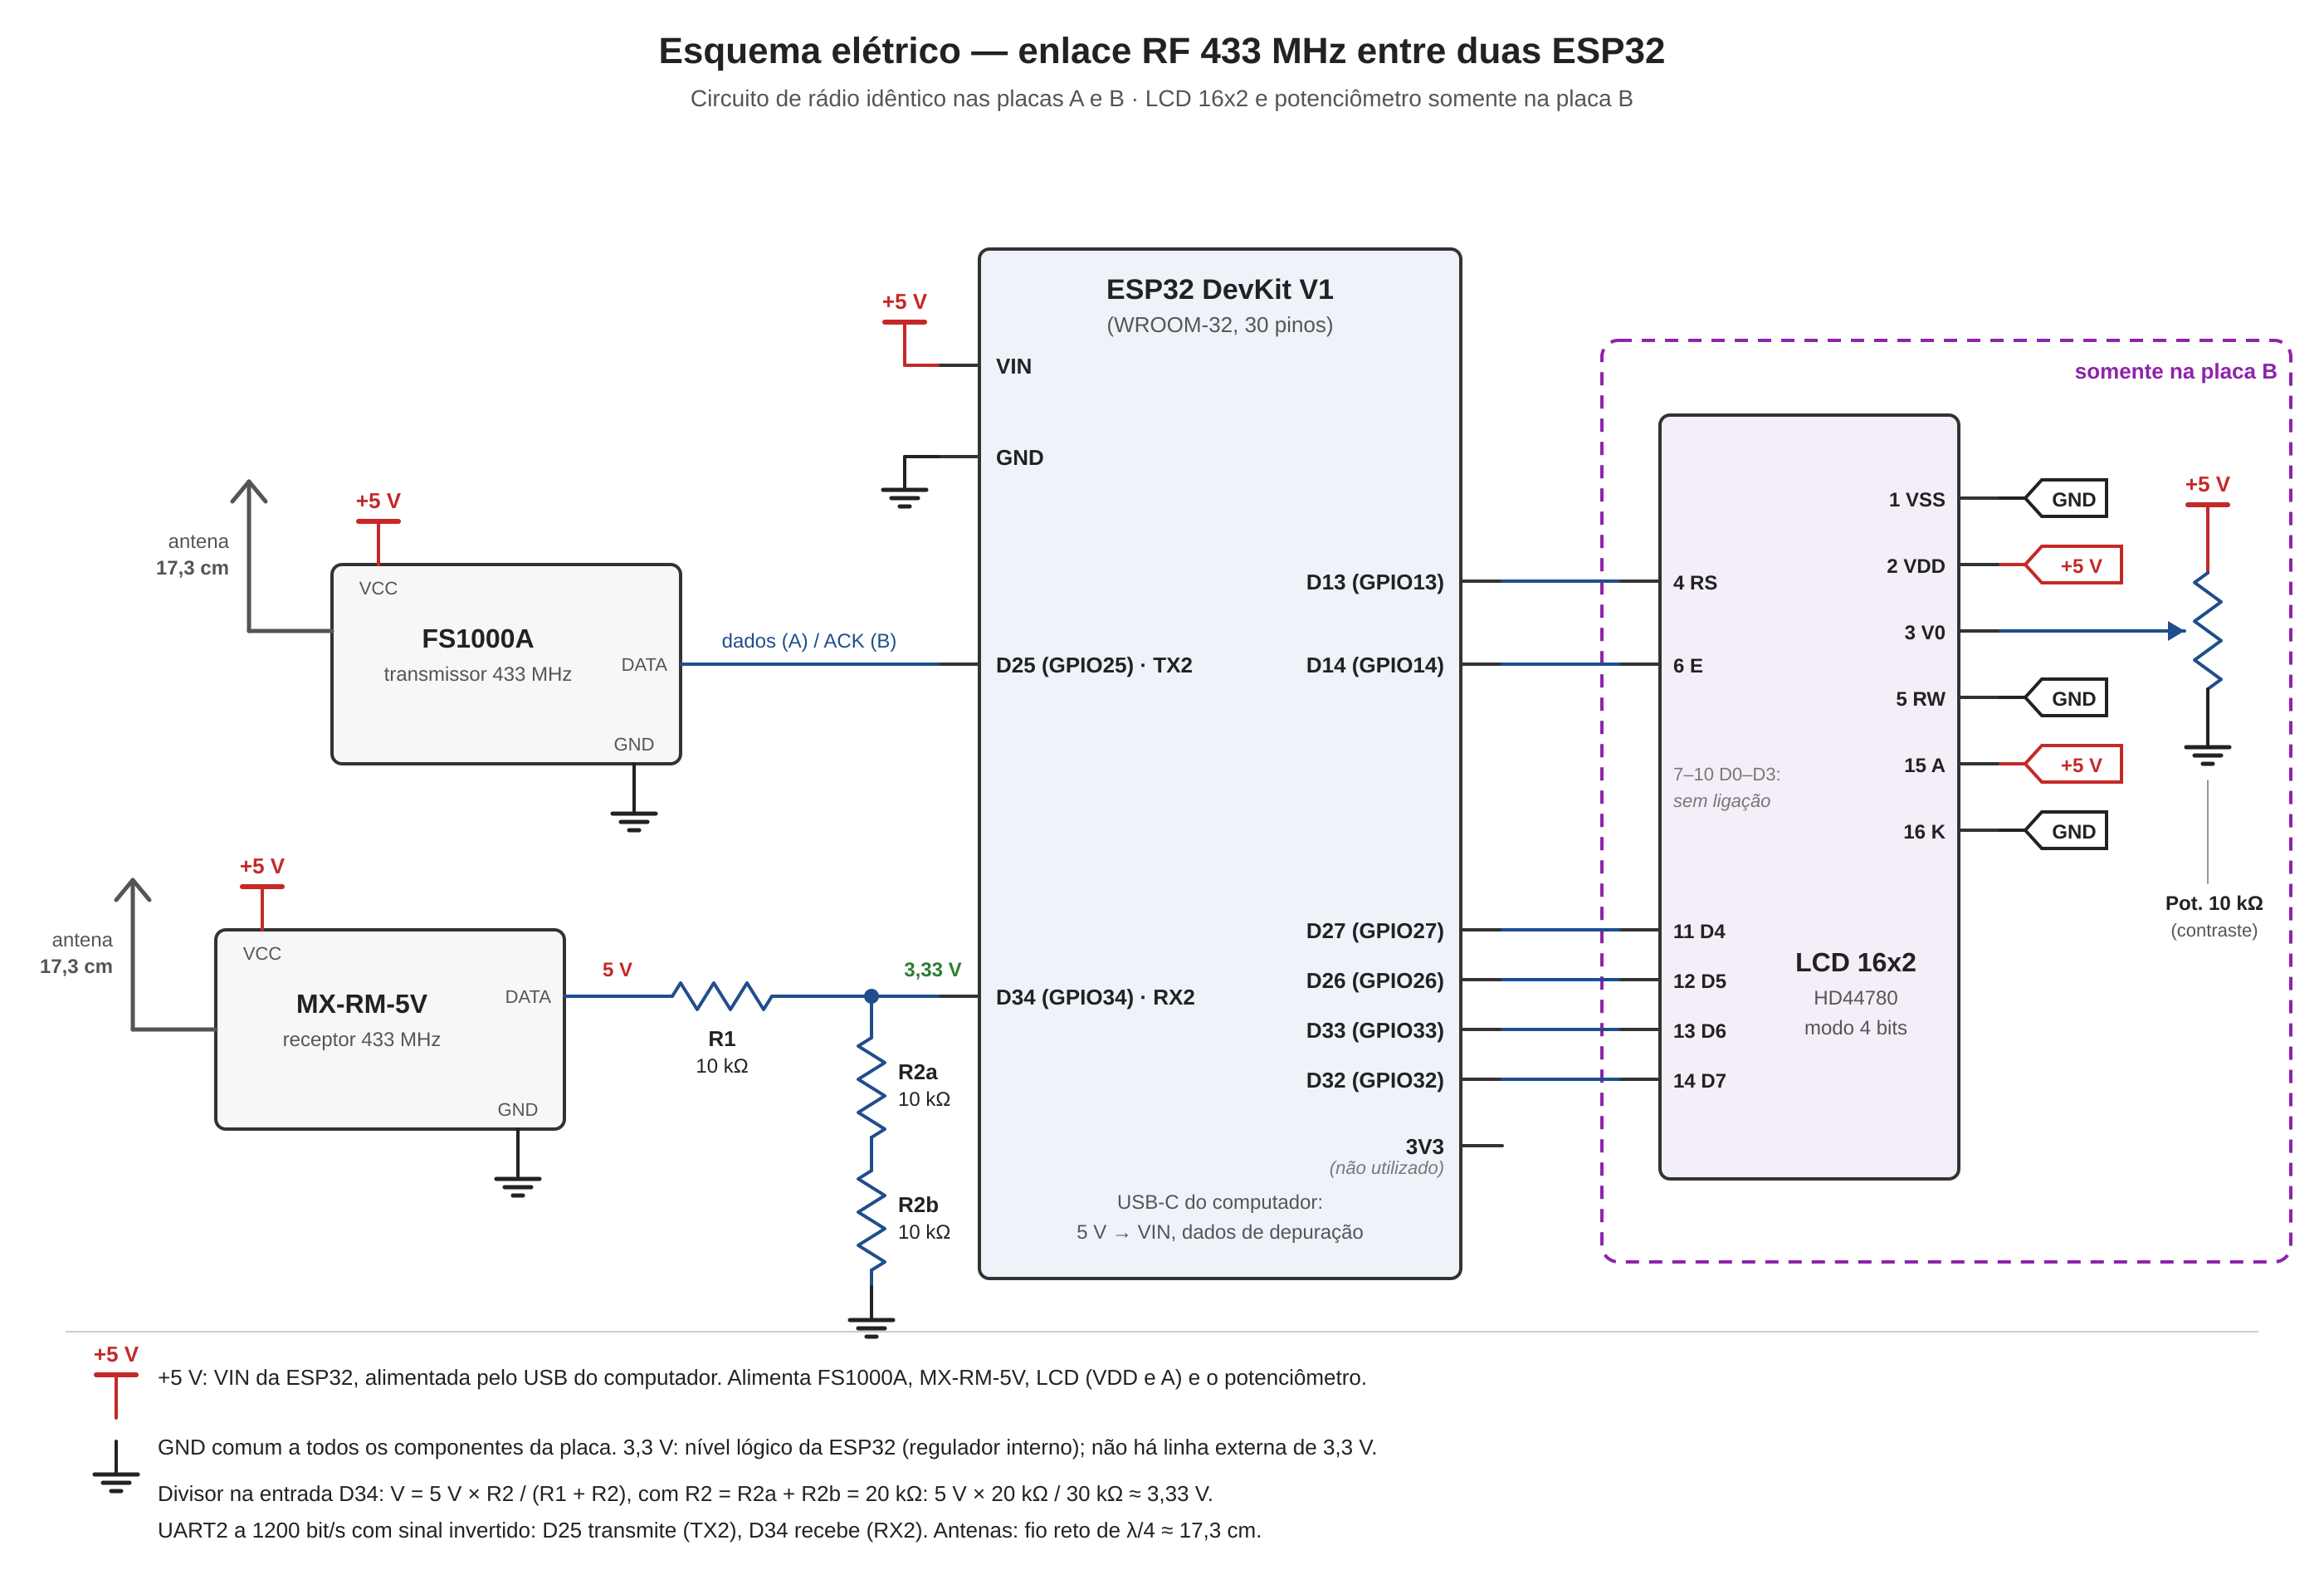 Esquema elétrico — enlace RF 433 MHz entre duas ESP32
Circuito de rádio idêntico nas placas A e B · LCD 16x2 e potenciômetro somente na placa B
antena
17,3 cm
+5 V
VCC
FS1000A
transmissor 433 MHz
DATA
GND
dados (A) / ACK (B)
antena
17,3 cm
+5 V
VCC
MX-RM-5V
receptor 433 MHz
DATA
GND
5 V
R1
10 kΩ
3,33 V
R2a
10 kΩ
R2b
10 kΩ
+5 V
ESP32 DevKit V1
(WROOM-32, 30 pinos)
VIN
GND
D25 (GPIO25) · TX2
D34 (GPIO34) · RX2
D13 (GPIO13)
D14 (GPIO14)
D27 (GPIO27)
D26 (GPIO26)
D33 (GPIO33)
D32 (GPIO32)
3V3
(não utilizado)
USB-C do computador:
5 V → VIN, dados de depuração
somente na placa B
4 RS
6 E
7–10 D0–D3:
sem ligação
11 D4
12 D5
13 D6
14 D7
LCD 16x2
HD44780
modo 4 bits
1 VSS
GND
2 VDD
+5 V
3 V0
5 RW
GND
15 A
+5 V
16 K
GND
+5 V
Pot. 10 kΩ
(contraste)
+5 V
+5 V: VIN da ESP32, alimentada pelo USB do computador. Alimenta FS1000A, MX-RM-5V, LCD (VDD e A) e o potenciômetro.
GND comum a todos os componentes da placa. 3,3 V: nível lógico da ESP32 (regulador interno); não há linha externa de 3,3 V.
Divisor na entrada D34: V = 5 V × R2 / (R1 + R2), com R2 = R2a + R2b = 20 kΩ: 5 V × 20 kΩ / 30 kΩ ≈ 3,33 V.
UART2 a 1200 bit/s com sinal invertido: D25 transmite (TX2), D34 recebe (RX2). Antenas: fio reto de λ/4 ≈ 17,3 cm.